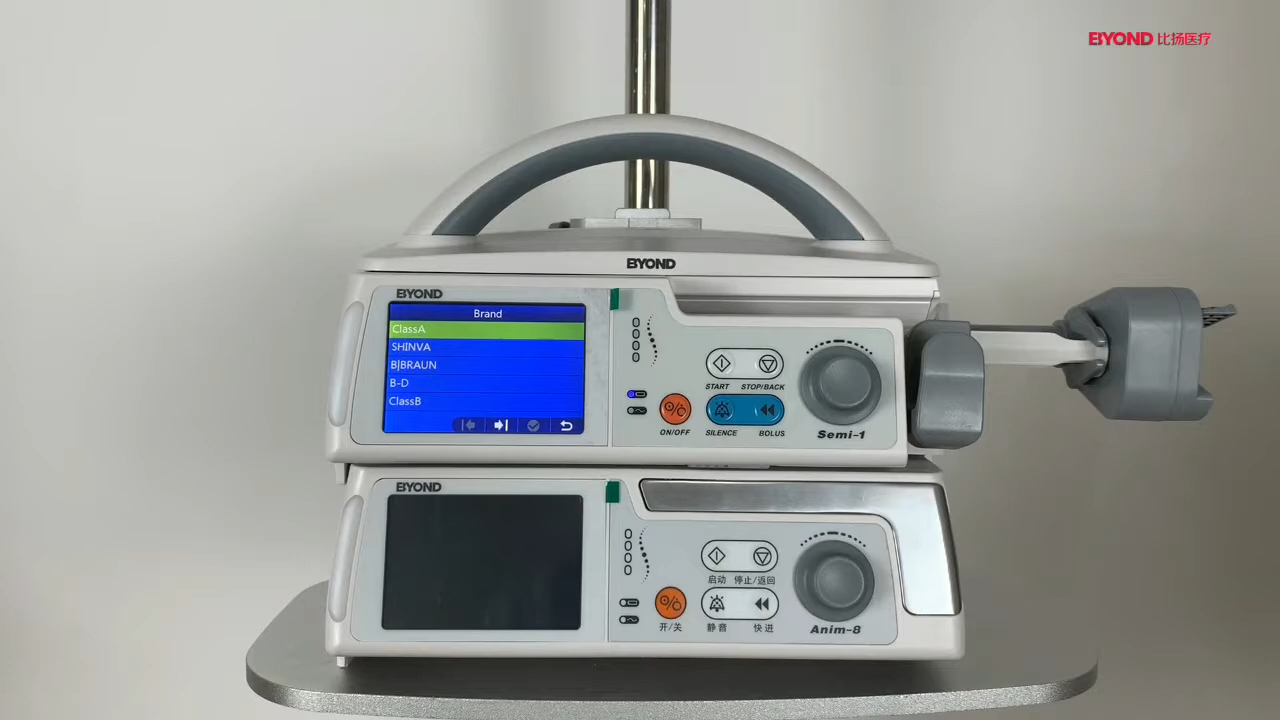 BYOND 比扬医疗
BYOND
BYOND
Brand
ClassA
SHINVA
B|BRAUN
B-D
ClassB
START STOP/BACK
ON/OFF SILENCE BOLUS
Semi-1
BYOND
启动 停止/返回
开/关 静音 快进
Anim-8